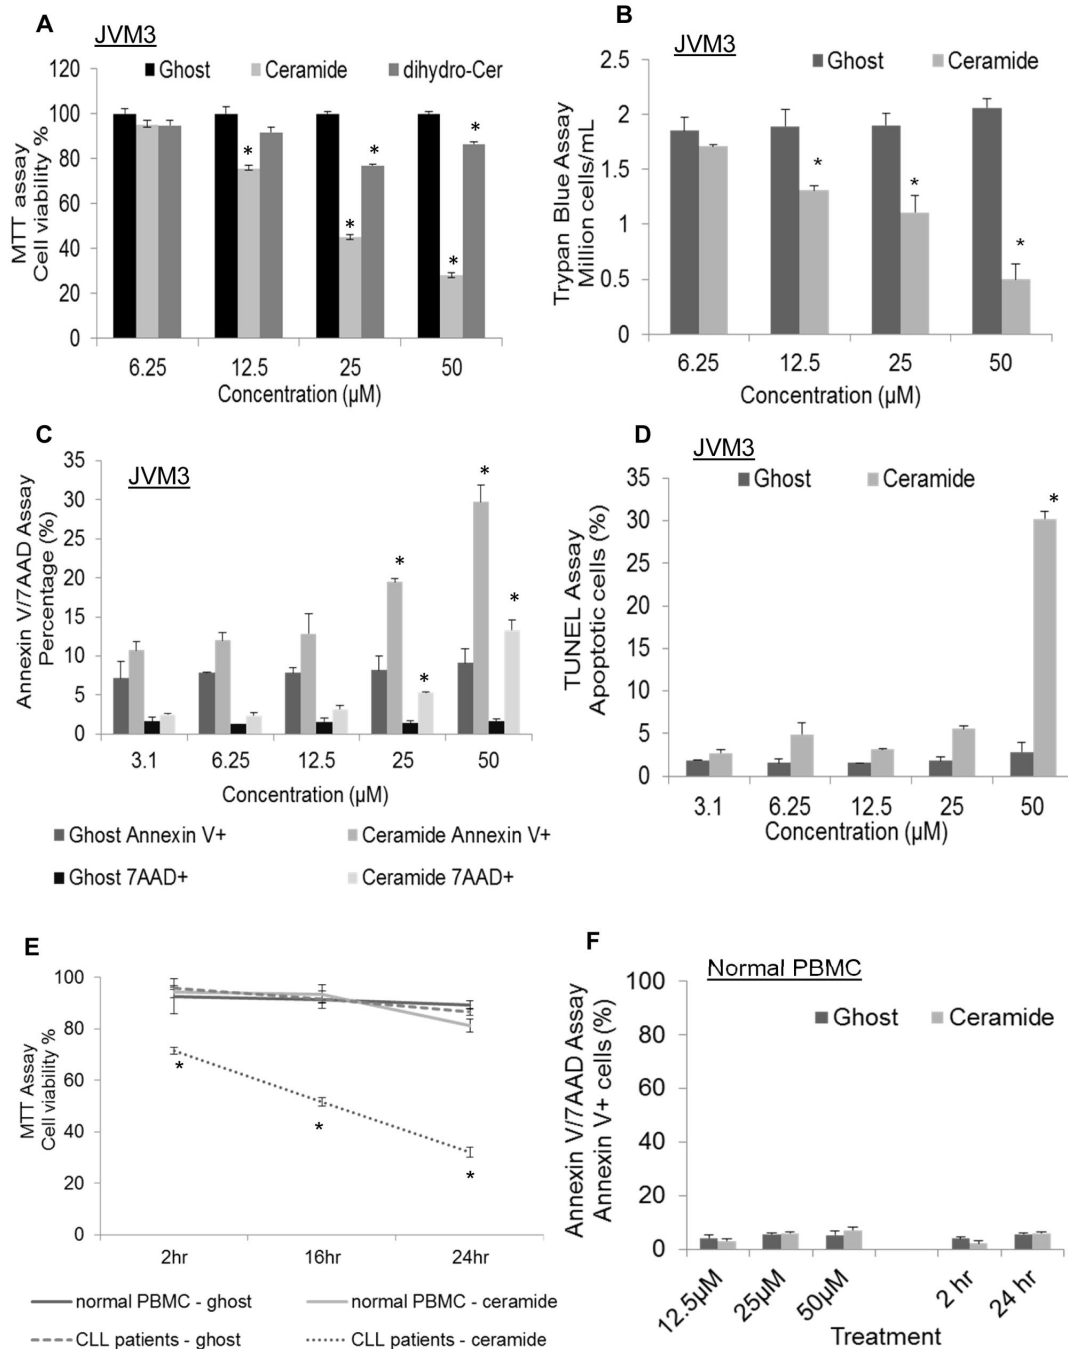 A
JVM3
Ghost Ceramide dihydro-Cer
MTT assay
Cell viability %
120
100
80
60
40
20
0
* * * * *
6.25 12.5 25 50
Concentration (µM)
B
JVM3
Ghost Ceramide
Trypan Blue Assay
Million cells/mL
2.5
2
1.5
1
0.5
0
* * *
6.25 12.5 25 50
Concentration (µM)
C
JVM3
Annexin V/7AAD Assay
Percentage (%)
35
30
25
20
15
10
5
0
* * * *
3.1 6.25 12.5 25 50
Concentration (µM)
Ghost Annexin V+ Ceramide Annexin V+
Ghost 7AAD+ Ceramide 7AAD+
D
JVM3
Ghost Ceramide
TUNEL Assay
Apoptotic cells (%)
35
30
25
20
15
10
5
0
*
3.1 6.25 12.5 25 50
Concentration (µM)
E
MTT Assay
Cell viability %
100
80
60
40
20
0
* * *
2hr 16hr 24hr
normal PBMC - ghost normal PBMC - ceramide
CLL patients - ghost CLL patients - ceramide
F
Normal PBMC
Ghost Ceramide
Annexin V/7AAD Assay
Annexin V+ cells (%)
100
80
60
40
20
0
12.5µM 25µM 50µM 2 hr 24 hr
Treatment